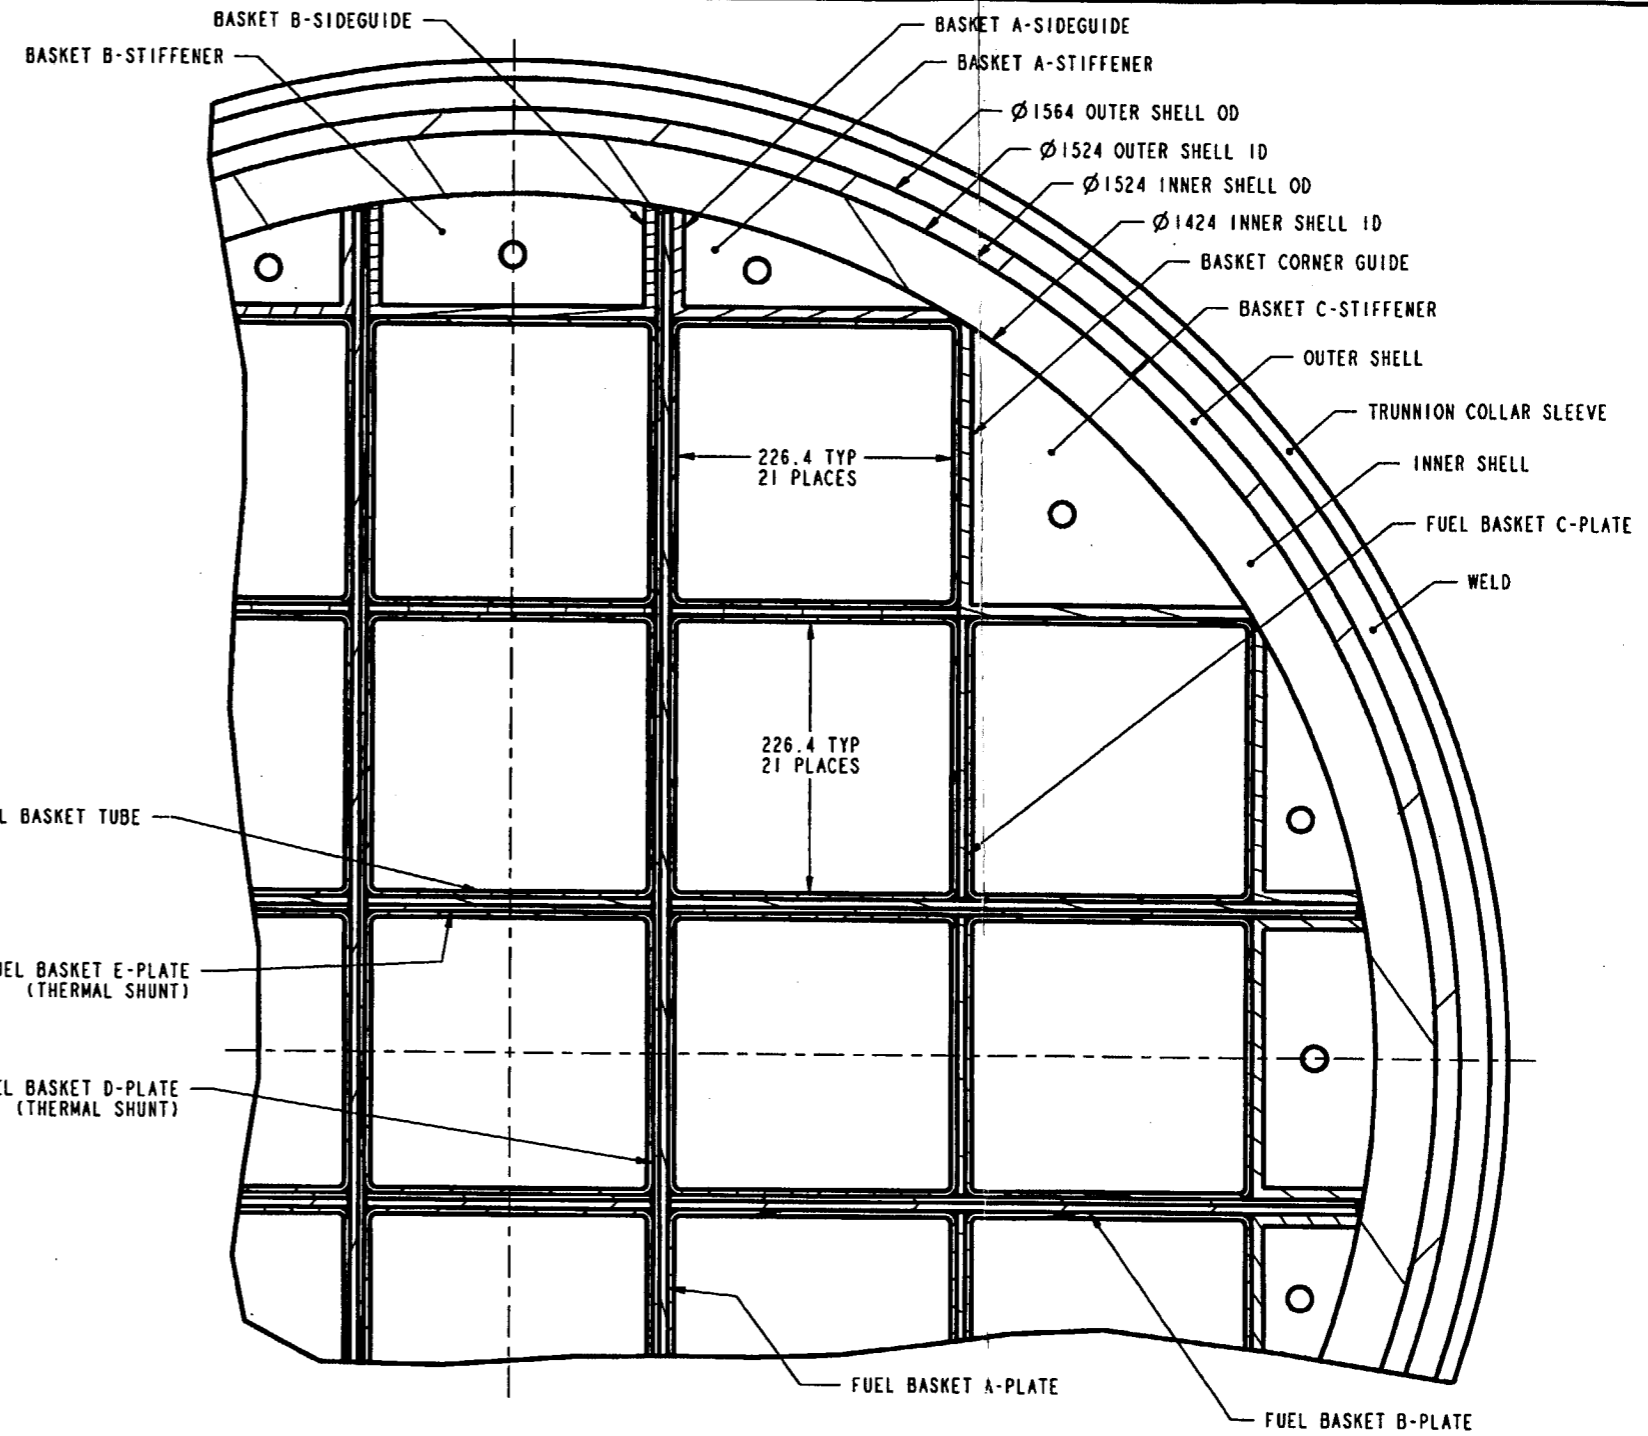 BASKET B-SIDEGUIDE
BASKET A-SIDEGUIDE
BASKET B-STIFFENER
BASKET A-STIFFENER
Ø1564 OUTER SHELL OD
Ø1524 OUTER SHELL ID
Ø1524 INNER SHELL OD
Ø1424 INNER SHELL ID
BASKET CORNER GUIDE
BASKET C-STIFFENER
OUTER SHELL
TRUNNION COLLAR SLEEVE
INNER SHELL
226.4 TYP
21 PLACES
FUEL BASKET C-PLATE
WELD
226.4 TYP
21 PLACES
L BASKET TUBE
UEL BASKET E-PLATE
(THERMAL SHUNT)
EL BASKET D-PLATE
(THERMAL SHUNT)
FUEL BASKET A-PLATE
FUEL BASKET B-PLATE